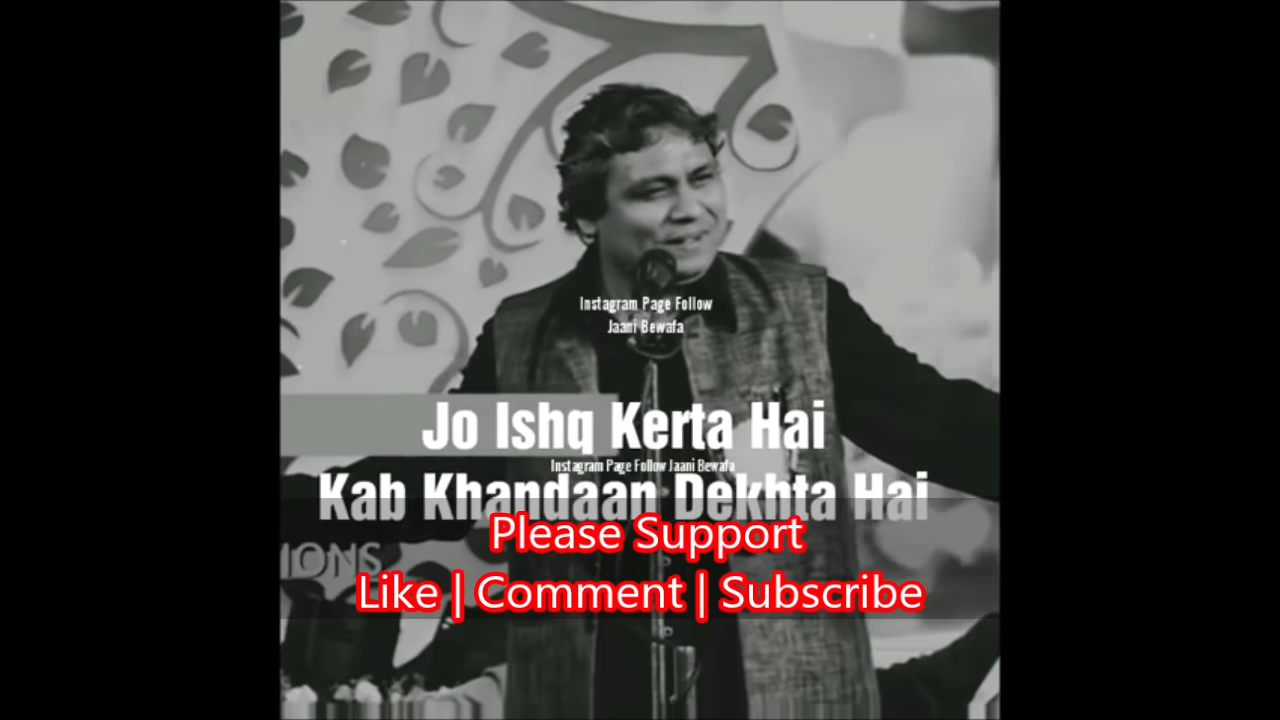 Instagram Page Follow
Jaani Bewafa
Jo Ishq Kerta Hai
Instagram Page Follow Jaani Bewafa
Kab Khandaan Dekhta Hai
Please Support
IONS
Like | Comment | Subscribe